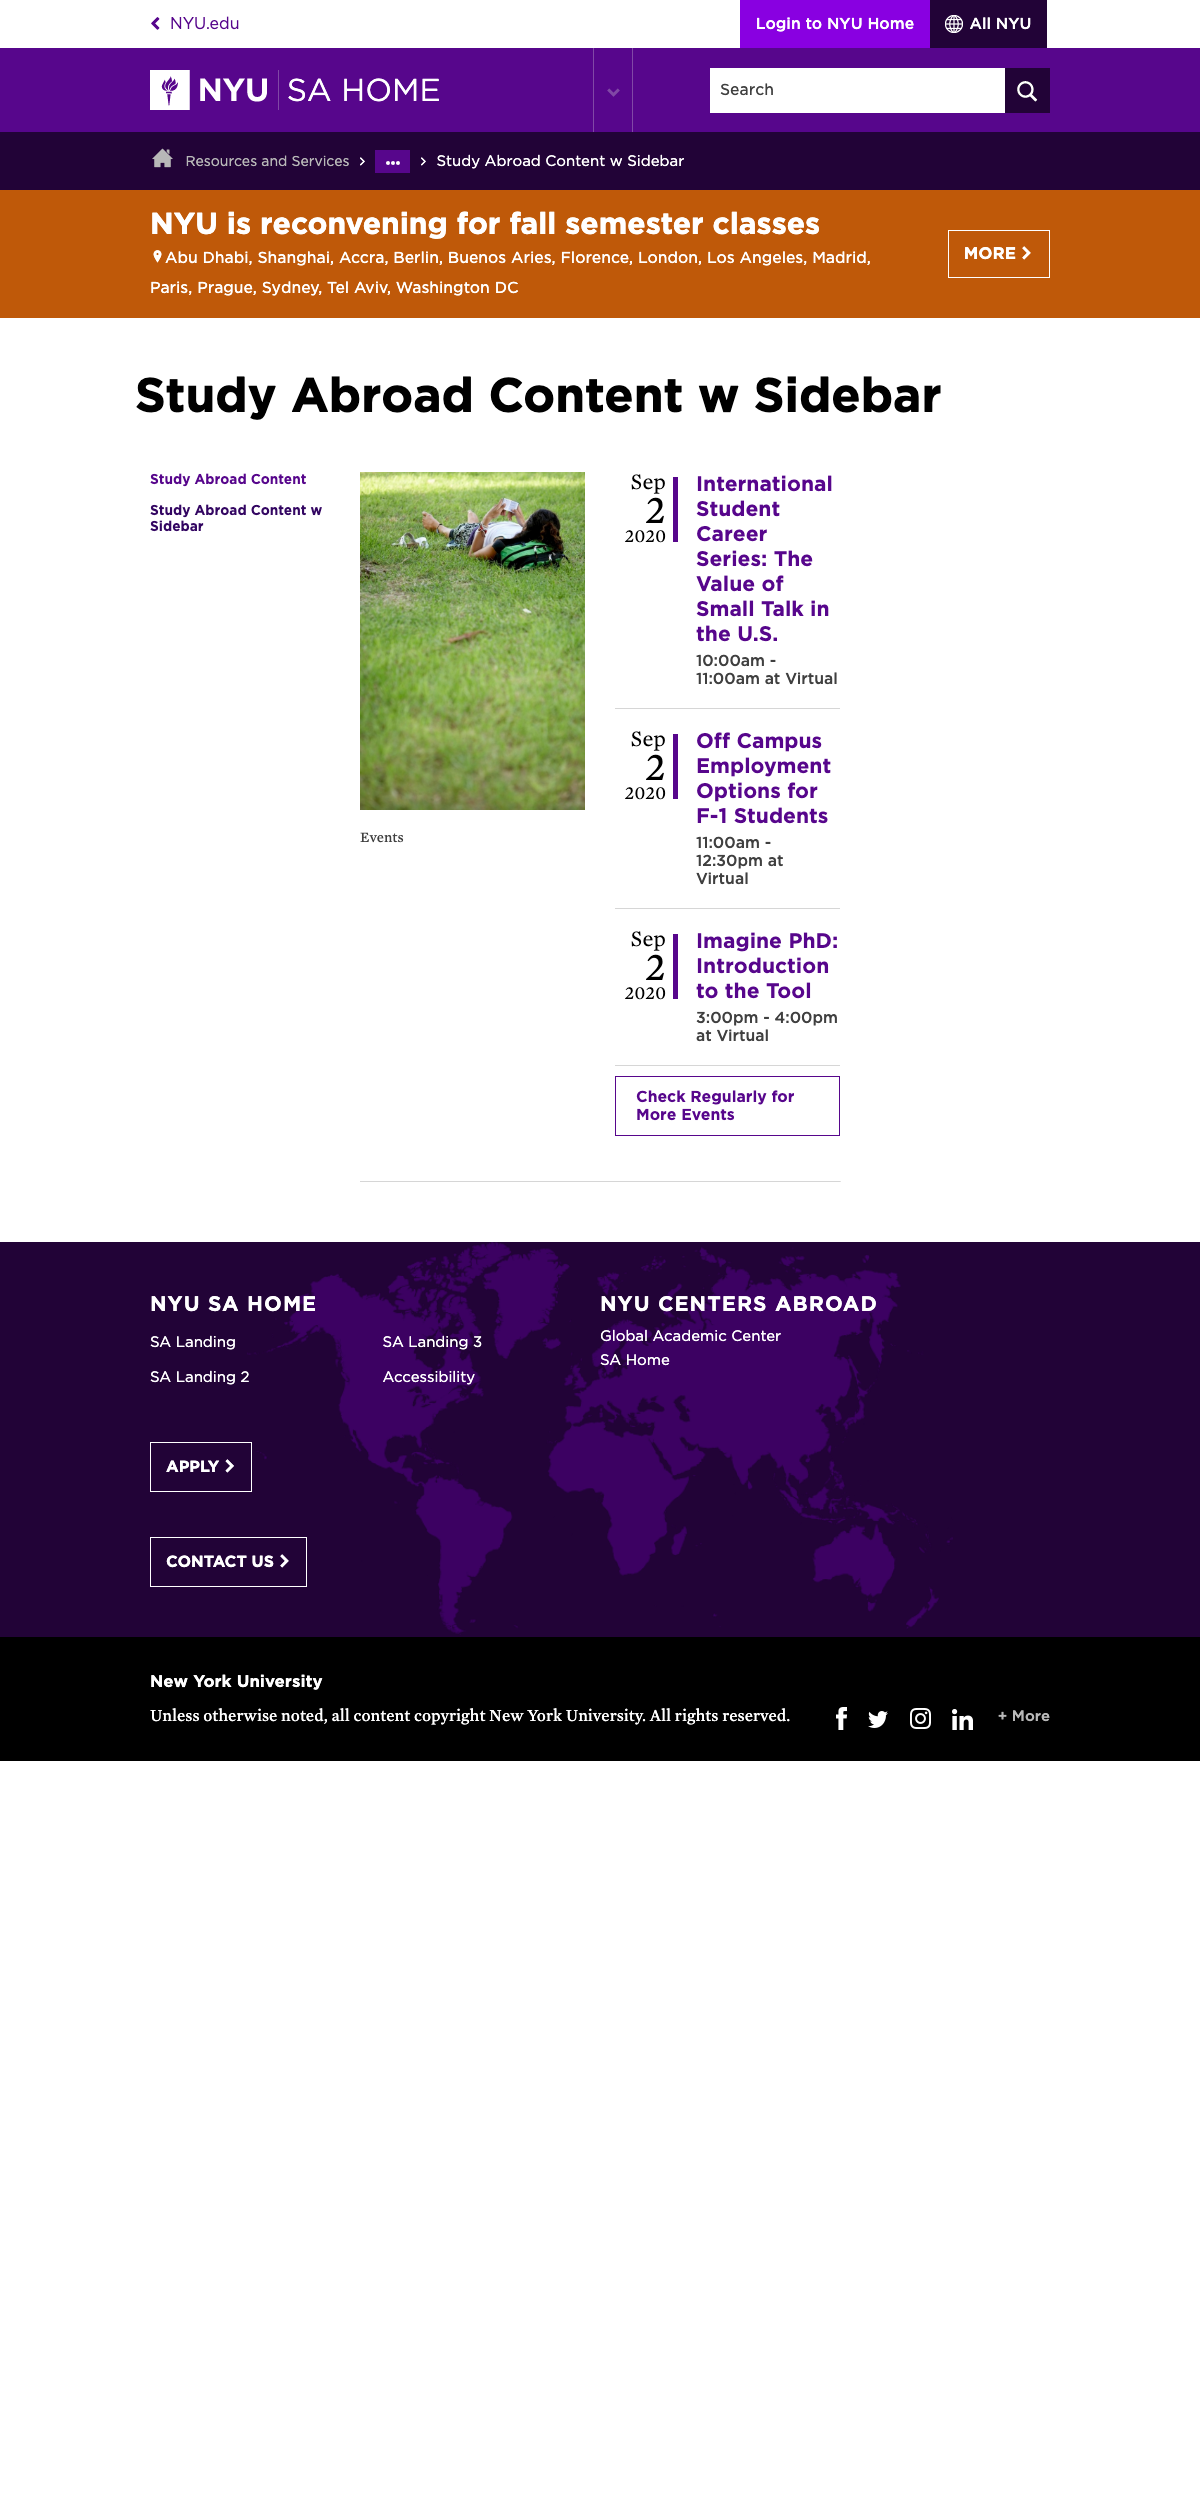 NYU.edu
Login to NYU Home
All NYU
NYU SA HOME
Search
Resources and Services
Study Abroad Content w Sidebar
NYU is reconvening for fall semester classes
Abu Dhabi, Shanghai, Accra, Berlin, Buenos Aries, Florence, London, Los Angeles, Madrid,
Paris, Prague, Sydney, Tel Aviv, Washington DC
MORE
Study Abroad Content w Sidebar
Study Abroad Content
Study Abroad Content w
Sidebar
Events
Sep
2
2020
International
Student
Career
Series: The
Value of
Small Talk in
the U.S.
10:00am -
11:00am at Virtual
Sep
2
2020
Off Campus
Employment
Options for
F-1 Students
11:00am -
12:30pm at
Virtual
Sep
2
2020
Imagine PhD:
Introduction
to the Tool
3:00pm - 4:00pm
at Virtual
Check Regularly for
More Events
NYU SA HOME
SA Landing
SA Landing 2
SA Landing 3
Accessibility
NYU CENTERS ABROAD
Global Academic Center
SA Home
APPLY
CONTACT US
New York University
Unless otherwise noted, all content copyright New York University. All rights reserved.
+ More